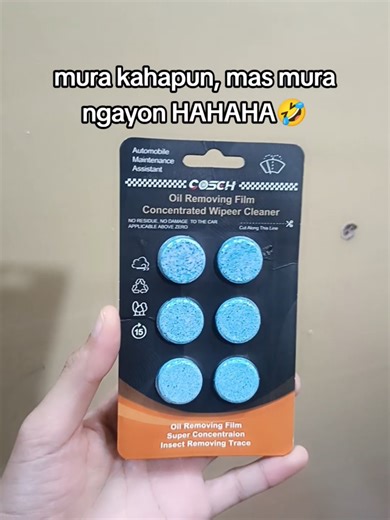 mura kahapun, mas mura
ngayon HAHAHA🤣
Automobile
Maintenance
Assistant
COSCH
Oil Removing Film
Concentrated Wipeer Cleaner
NO RESIDUE, NO DAMAGE TO THE CAR
APPLICABLE ABOVE ZERO
Cut Along This Line
15
Oil Removing Film
Super Concentraion
Insect Removing Trace